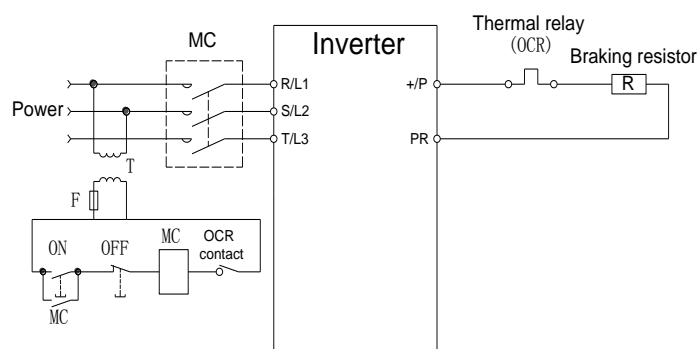 MC
Inverter
Thermal relay
(OCR)
Braking resistor
R/L1
+/P
R
Power
S/L2
T/L3
PR
T
F
ON
OFF
MC
OCR
contact
MC